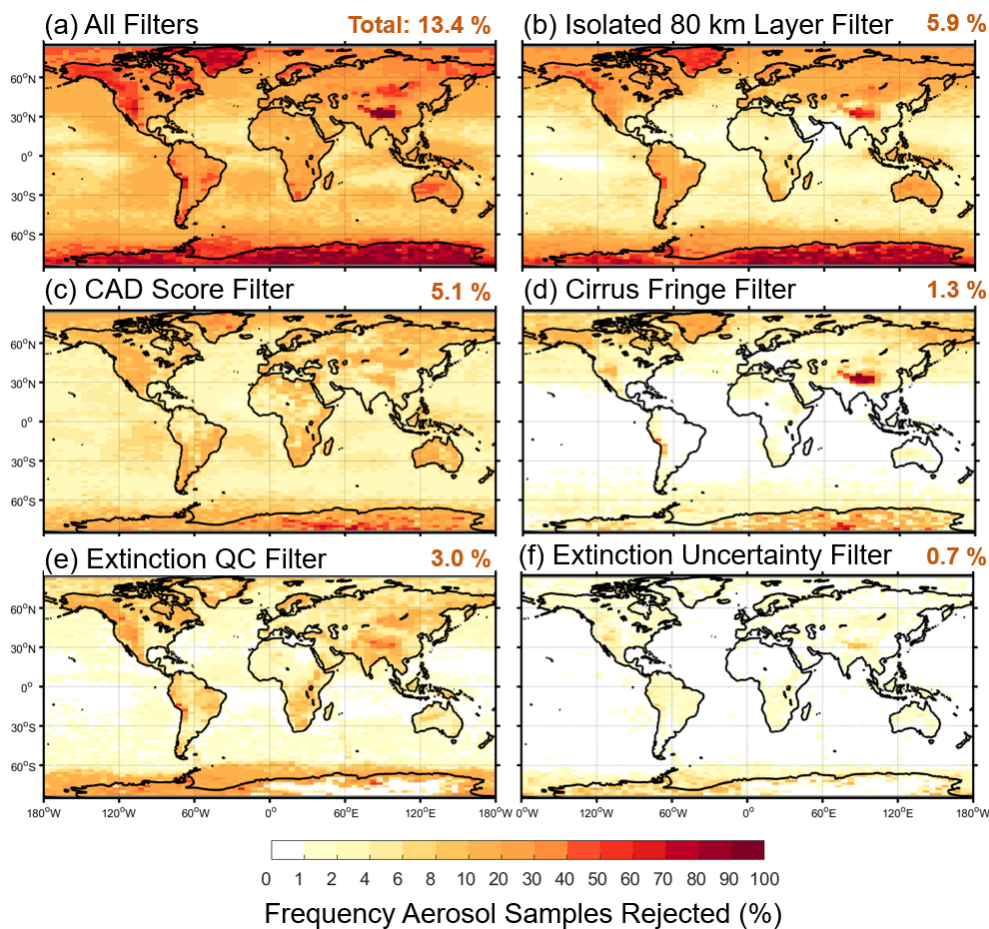 (a) All Filters Total: 13.4 %
(b) Isolated 80 km Layer Filter 5.9 %
60°N
30°N
0°
30°S
60°S
(c) CAD Score Filter 5.1 %
(d) Cirrus Fringe Filter 1.3 %
60°N
30°N
0°
30°S
60°S
(e) Extinction QC Filter 3.0 %
(f) Extinction Uncertainty Filter 0.7 %
60°N
30°N
0°
30°S
60°S
180°W 120°W 60°W 0° 60°E 120°E 180°W 120°W 60°W 0° 60°E 120°E 180°W
0 1 2 4 6 8 10 20 30 40 50 60 70 80 90 100
Frequency Aerosol Samples Rejected (%)